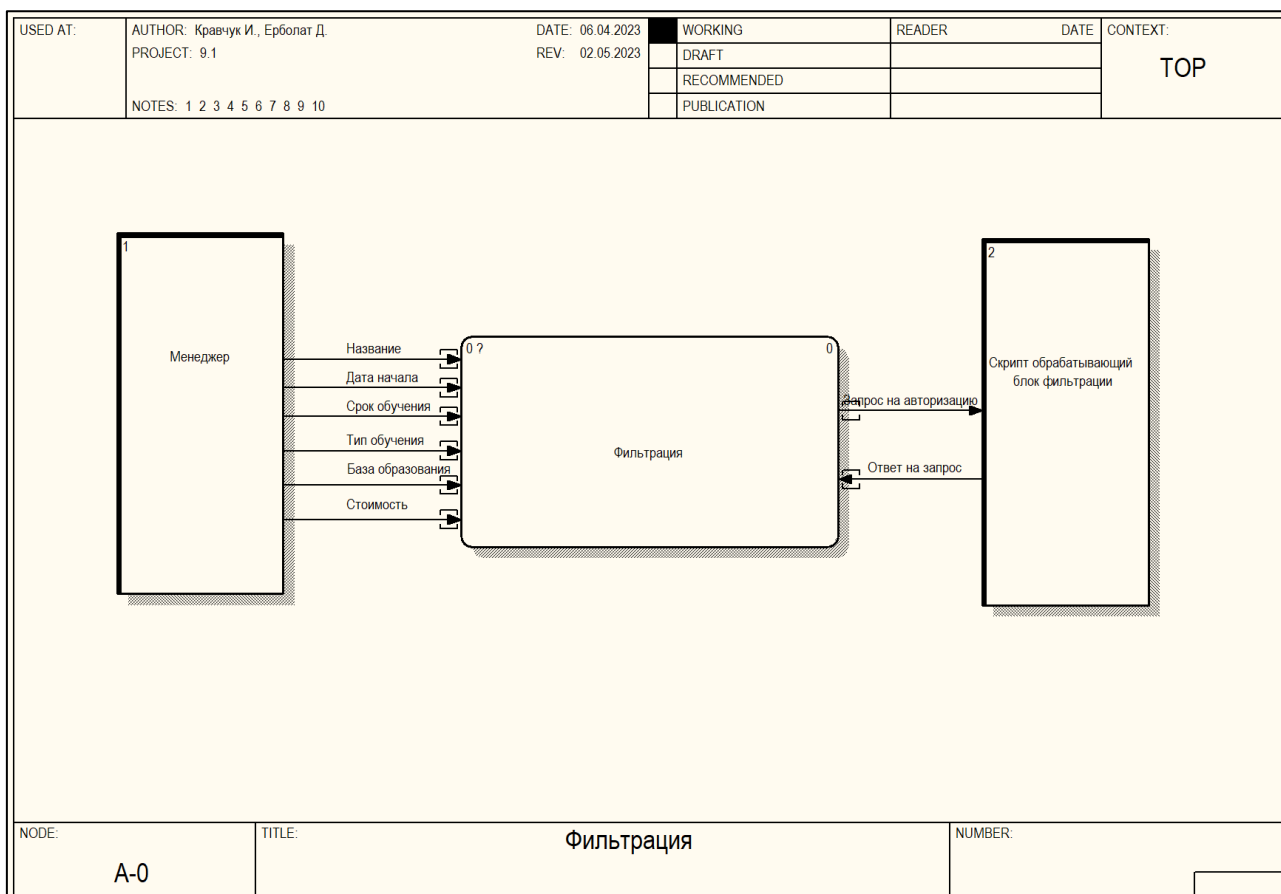 USED AT:
AUTHOR: Кравчук И., Ерболат Д.
DATE: 06.04.2023
PROJECT: 9.1
REV: 02.05.2023
NOTES: 1 2 3 4 5 6 7 8 9 10
WORKING
DRAFT
RECOMMENDED
PUBLICATION
READER DATE
CONTEXT:
TOP
1
Менеджер
Название
Дата начала
Срок обучения
Тип обучения
База образования
Стоимость
0 ?
0
Фильтрация
Запрос на авторизацию
Ответ на запрос
2
Скрипт обрабатывающий
блок фильтрации
NODE:
A-0
TITLE:
Фильтрация
NUMBER: